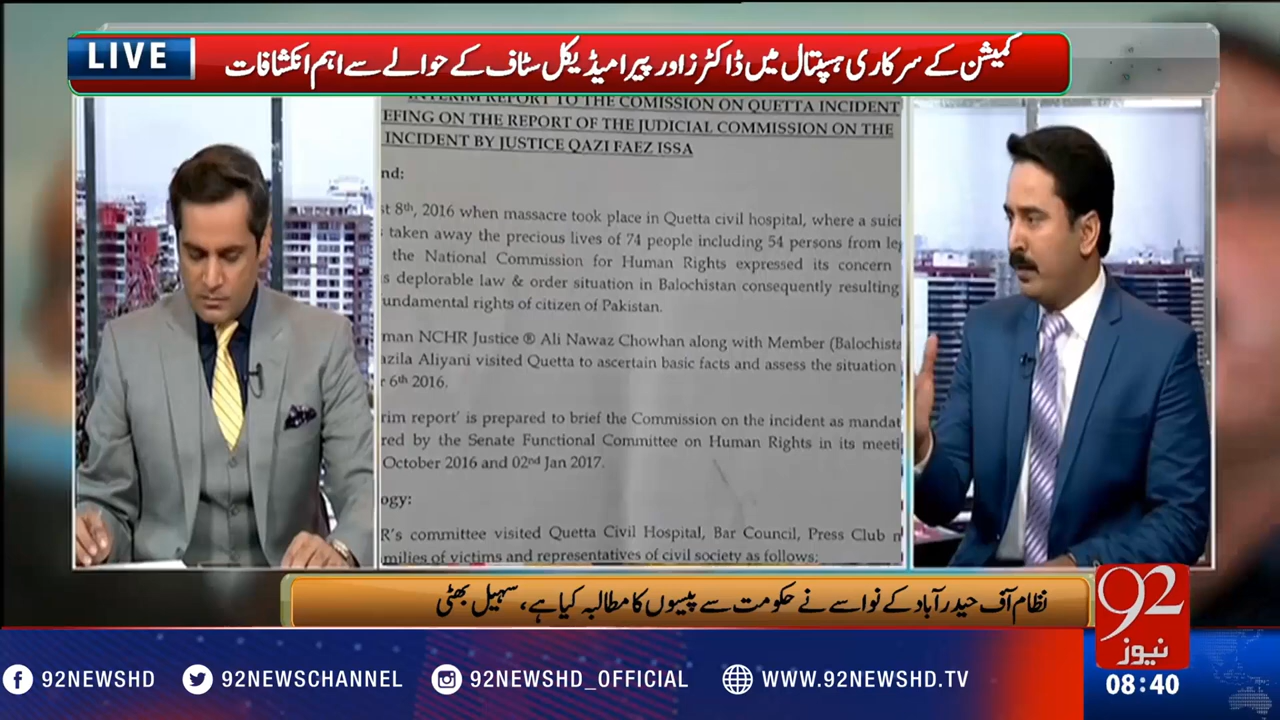 LIVE
کمیشن کے سرکاری ہسپتال میں ڈاکٹرز اور پیرا میڈیکل سٹاف کے حوالے سے اہم انکشافات
INTERIM REPORT TO THE COMISSION ON QUETTA INCIDENT
EFING ON THE REPORT OF THE JUDICIAL COMMISSION ON THE
INCIDENT BY JUSTICE QAZI FAEZ ISSA
nd:
st 8th, 2016 when massacre took place in Quetta civil hospital, where a suici
s taken away the precious lives of 74 people including 54 persons from leg
the National Commission for Human Rights expressed its concern
s deplorable law & order situation in Balochistan consequently resulting
undamental rights of citizen of Pakistan.
man NCHR Justice ® Ali Nawaz Chowhan along with Member (Balochista
azila Aliyani visited Quetta to ascertain basic facts and assess the situation
r 6th 2016.
rim report' is prepared to brief the Commission on the incident as mandat
red by the Senate Functional Committee on Human Rights in its meeti
October 2016 and 02nd Jan 2017.
ogy:
R's committee visited Quetta Civil Hospital, Bar Council, Press Club
milies of victims and representatives of civil society as follows:
نظام آف حیدرآباد کے نواسے نے حکومت سے پیسوں کا مطالبہ کیا ہے، سہیل بھٹی
92
نیوز
08:40
92NEWSHD
92NEWSCHANNEL
92NEWSHD_OFFICIAL
WWW.92NEWSHD.TV